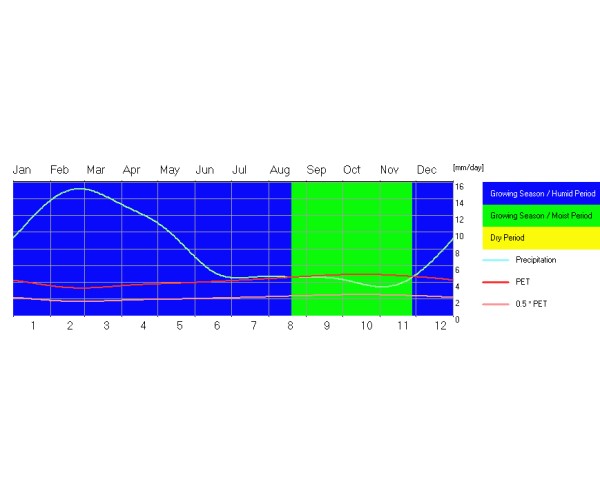 Jan Feb Mar Apr May Jun Jul Aug Sep Oct Nov Dec [mm/day]
16
14
12
10
8
6
4
2
0
1 2 3 4 5 6 7 8 9 10 11 12
Growing Season / Humid Period
Growing Season / Moist Period
Dry Period
Precipitation
PET
0.5 * PET